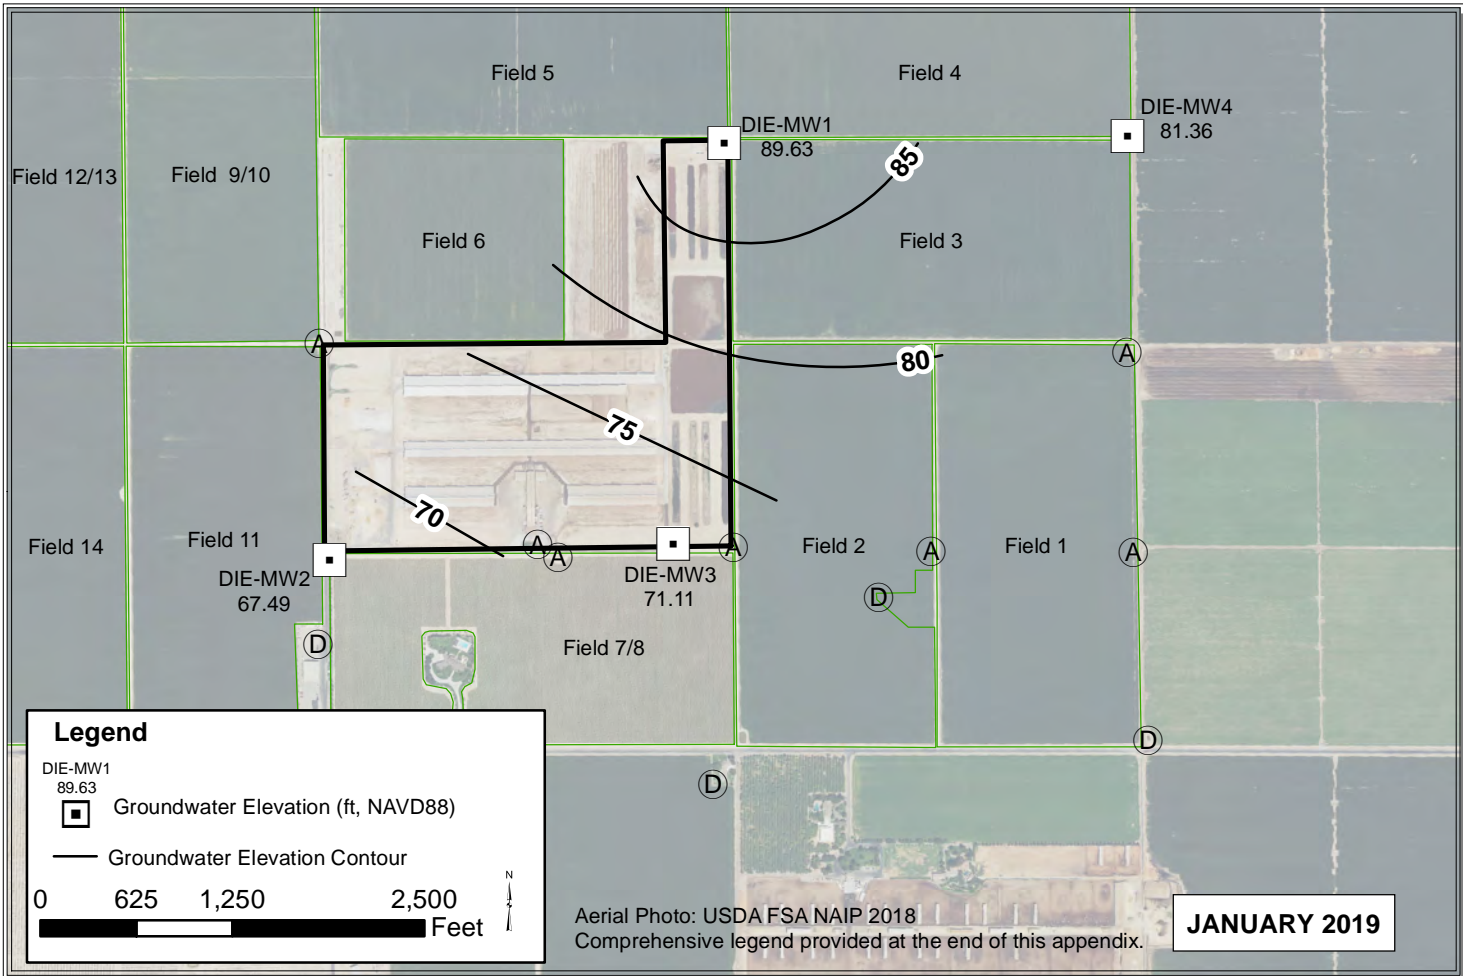 Field 5
Field 4
DIE-MW1
89.63
DIE-MW4
81.36
85
Field 12/13
Field 9/10
Field 6
Field 3
A
A
80
75
70
A
A
A
A
A
Field 14
Field 11
Field 2
Field 1
DIE-MW2
67.49
DIE-MW3
71.11
D
D
Field 7/8
D
D
Legend
DIE-MW1
89.63
Groundwater Elevation (ft, NAVD88)
Groundwater Elevation Contour
N
0 625 1,250 2,500
Feet
Aerial Photo: USDA FSA NAIP 2018
Comprehensive legend provided at the end of this appendix.
JANUARY 2019